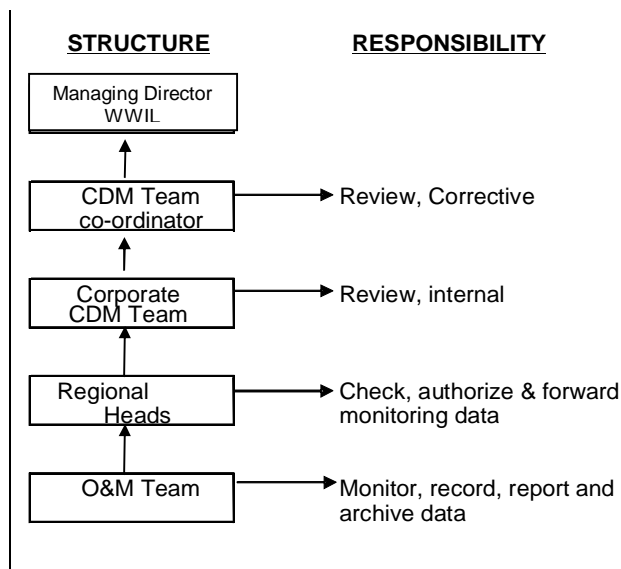 STRUCTURE RESPONSIBILITY
Managing Director
WWIL
CDM Team
co-ordinator
Review, Corrective
Corporate
CDM Team
Review, internal
Regional
Heads
Check, authorize & forward
monitoring data
O&M Team
Monitor, record, report and
archive data